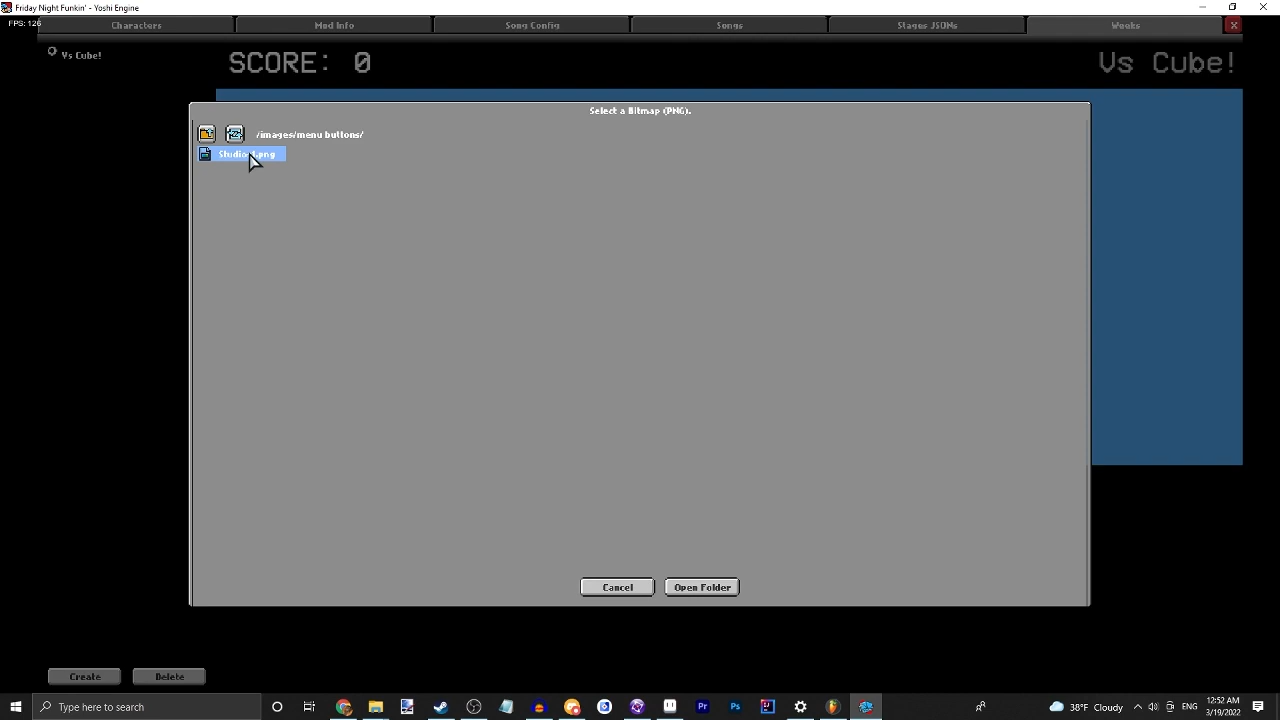 Friday Night Funkin' - Yoshi Engine
FPS: 126
Characters
Mod Info
Song Config
Songs
Stages JSONs
Weeks
X
Vs Cube!
SCORE: 0
Vs Cube!
Select a Bitmap (PNG).
/images/menu buttons/
Create
Delete
Cancel
Open Folder
Type here to search
Pr
Ps
38°F Cloudy
ENG
12:52 AM
3/19/2022